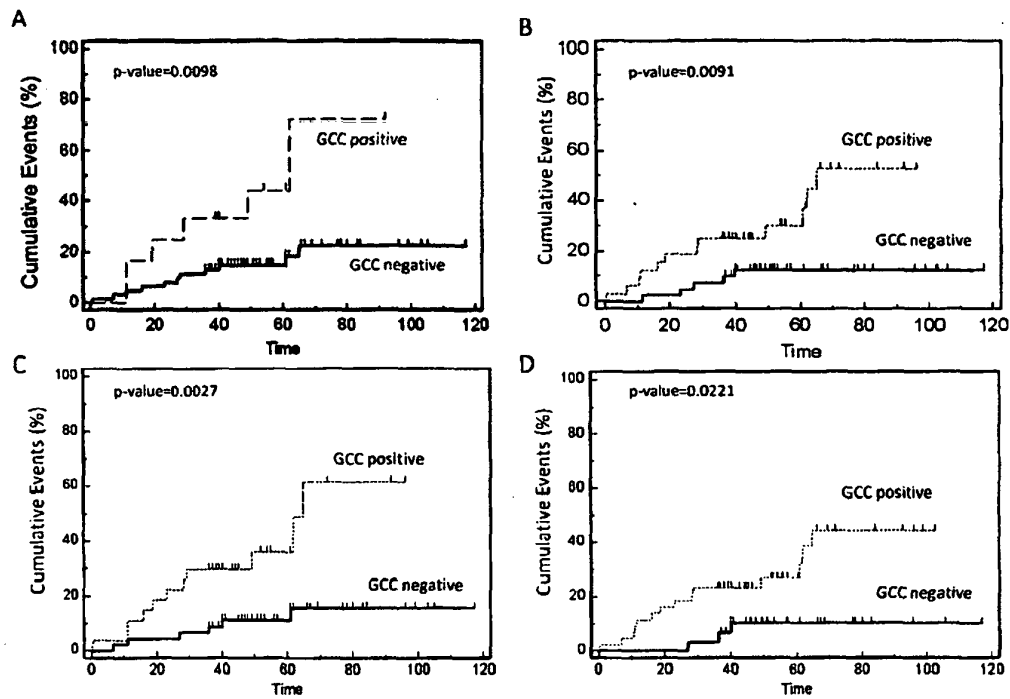 A
Cumulative Events (%)
100
80
60
40
20
0
p-value=0.0098
GCC positive
GCC negative
0 20 40 60 80 100 120
Time
B
Cumulative Events (%)
100
80
60
40
20
0
p-value=0.0091
GCC positive
GCC negative
0 20 40 60 80 100 120
Time
C
Cumulative Events (%)
100
80
60
40
20
0
p-value=0.0027
GCC positive
GCC negative
0 20 40 60 80 100 120
Time
D
Cumulative Events (%)
100
80
60
40
20
0
p-value=0.0221
GCC positive
GCC negative
0 20 40 60 80 100 120
Time